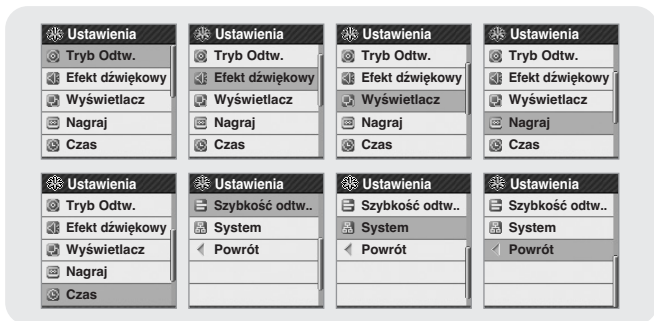 Ustawienia
Tryb Odtw.
Efekt dźwiękowy
Wyświetlacz
Nagraj
Czas
Ustawienia
Tryb Odtw.
Efekt dźwiękowy
Wyświetlacz
Nagraj
Czas
Ustawienia
Tryb Odtw.
Efekt dźwiękowy
Wyświetlacz
Nagraj
Czas
Ustawienia
Tryb Odtw.
Efekt dźwiękowy
Wyświetlacz
Nagraj
Czas
Ustawienia
Tryb Odtw.
Efekt dźwiękowy
Wyświetlacz
Nagraj
Czas
Ustawienia
Szybkość odtw..
System
Powrót
Ustawienia
Szybkość odtw..
System
Powrót
Ustawienia
Szybkość odtw..
System
Powrót